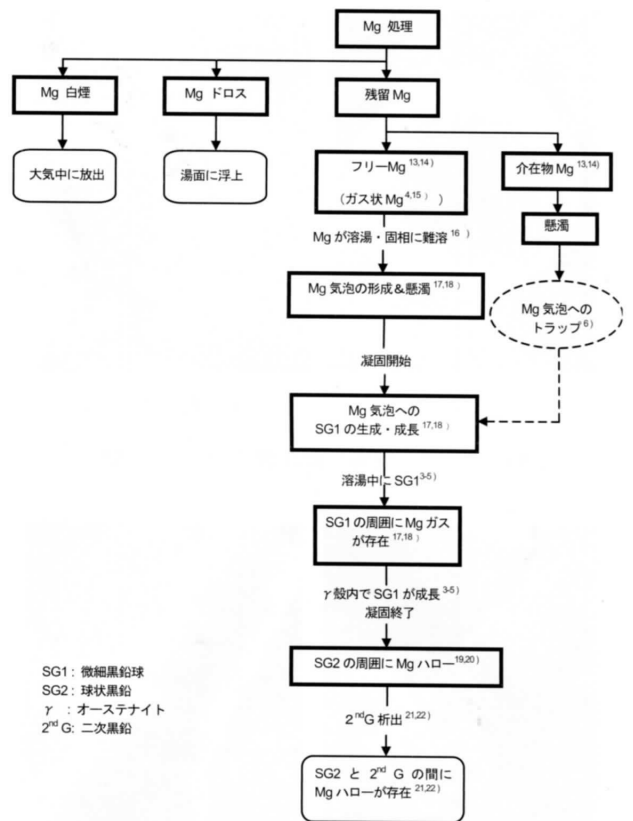 Mg 処理
Mg 白煙
Mg ドロス
残留 Mg
大気中に放出
湯面に浮上
フリーMg 13,14)
(ガス状 Mg 4,15) )
介在物 Mg 13,14)
Mg が溶湯・固相に難溶 16 )
懸濁
Mg 気泡の形成&懸濁 17,18)
Mg 気泡への
トラップ 6)
凝固開始
Mg 気泡への
SG1 の生成・成長 17,18)
溶湯中に SG1 3-5)
SG1 の周囲に Mg ガス
が存在 17,18)
γ殻内で SG1 が成長 3-5)
凝固終了
SG2 の周囲に Mg ハロー 19,20)
2nd G 析出 21,22)
SG2 と 2nd G の間に
Mg ハローが存在 21,22)
SG1: 微細黒鉛球
SG2: 球状黒鉛
γ : オーステナイト
2nd G: 二次黒鉛